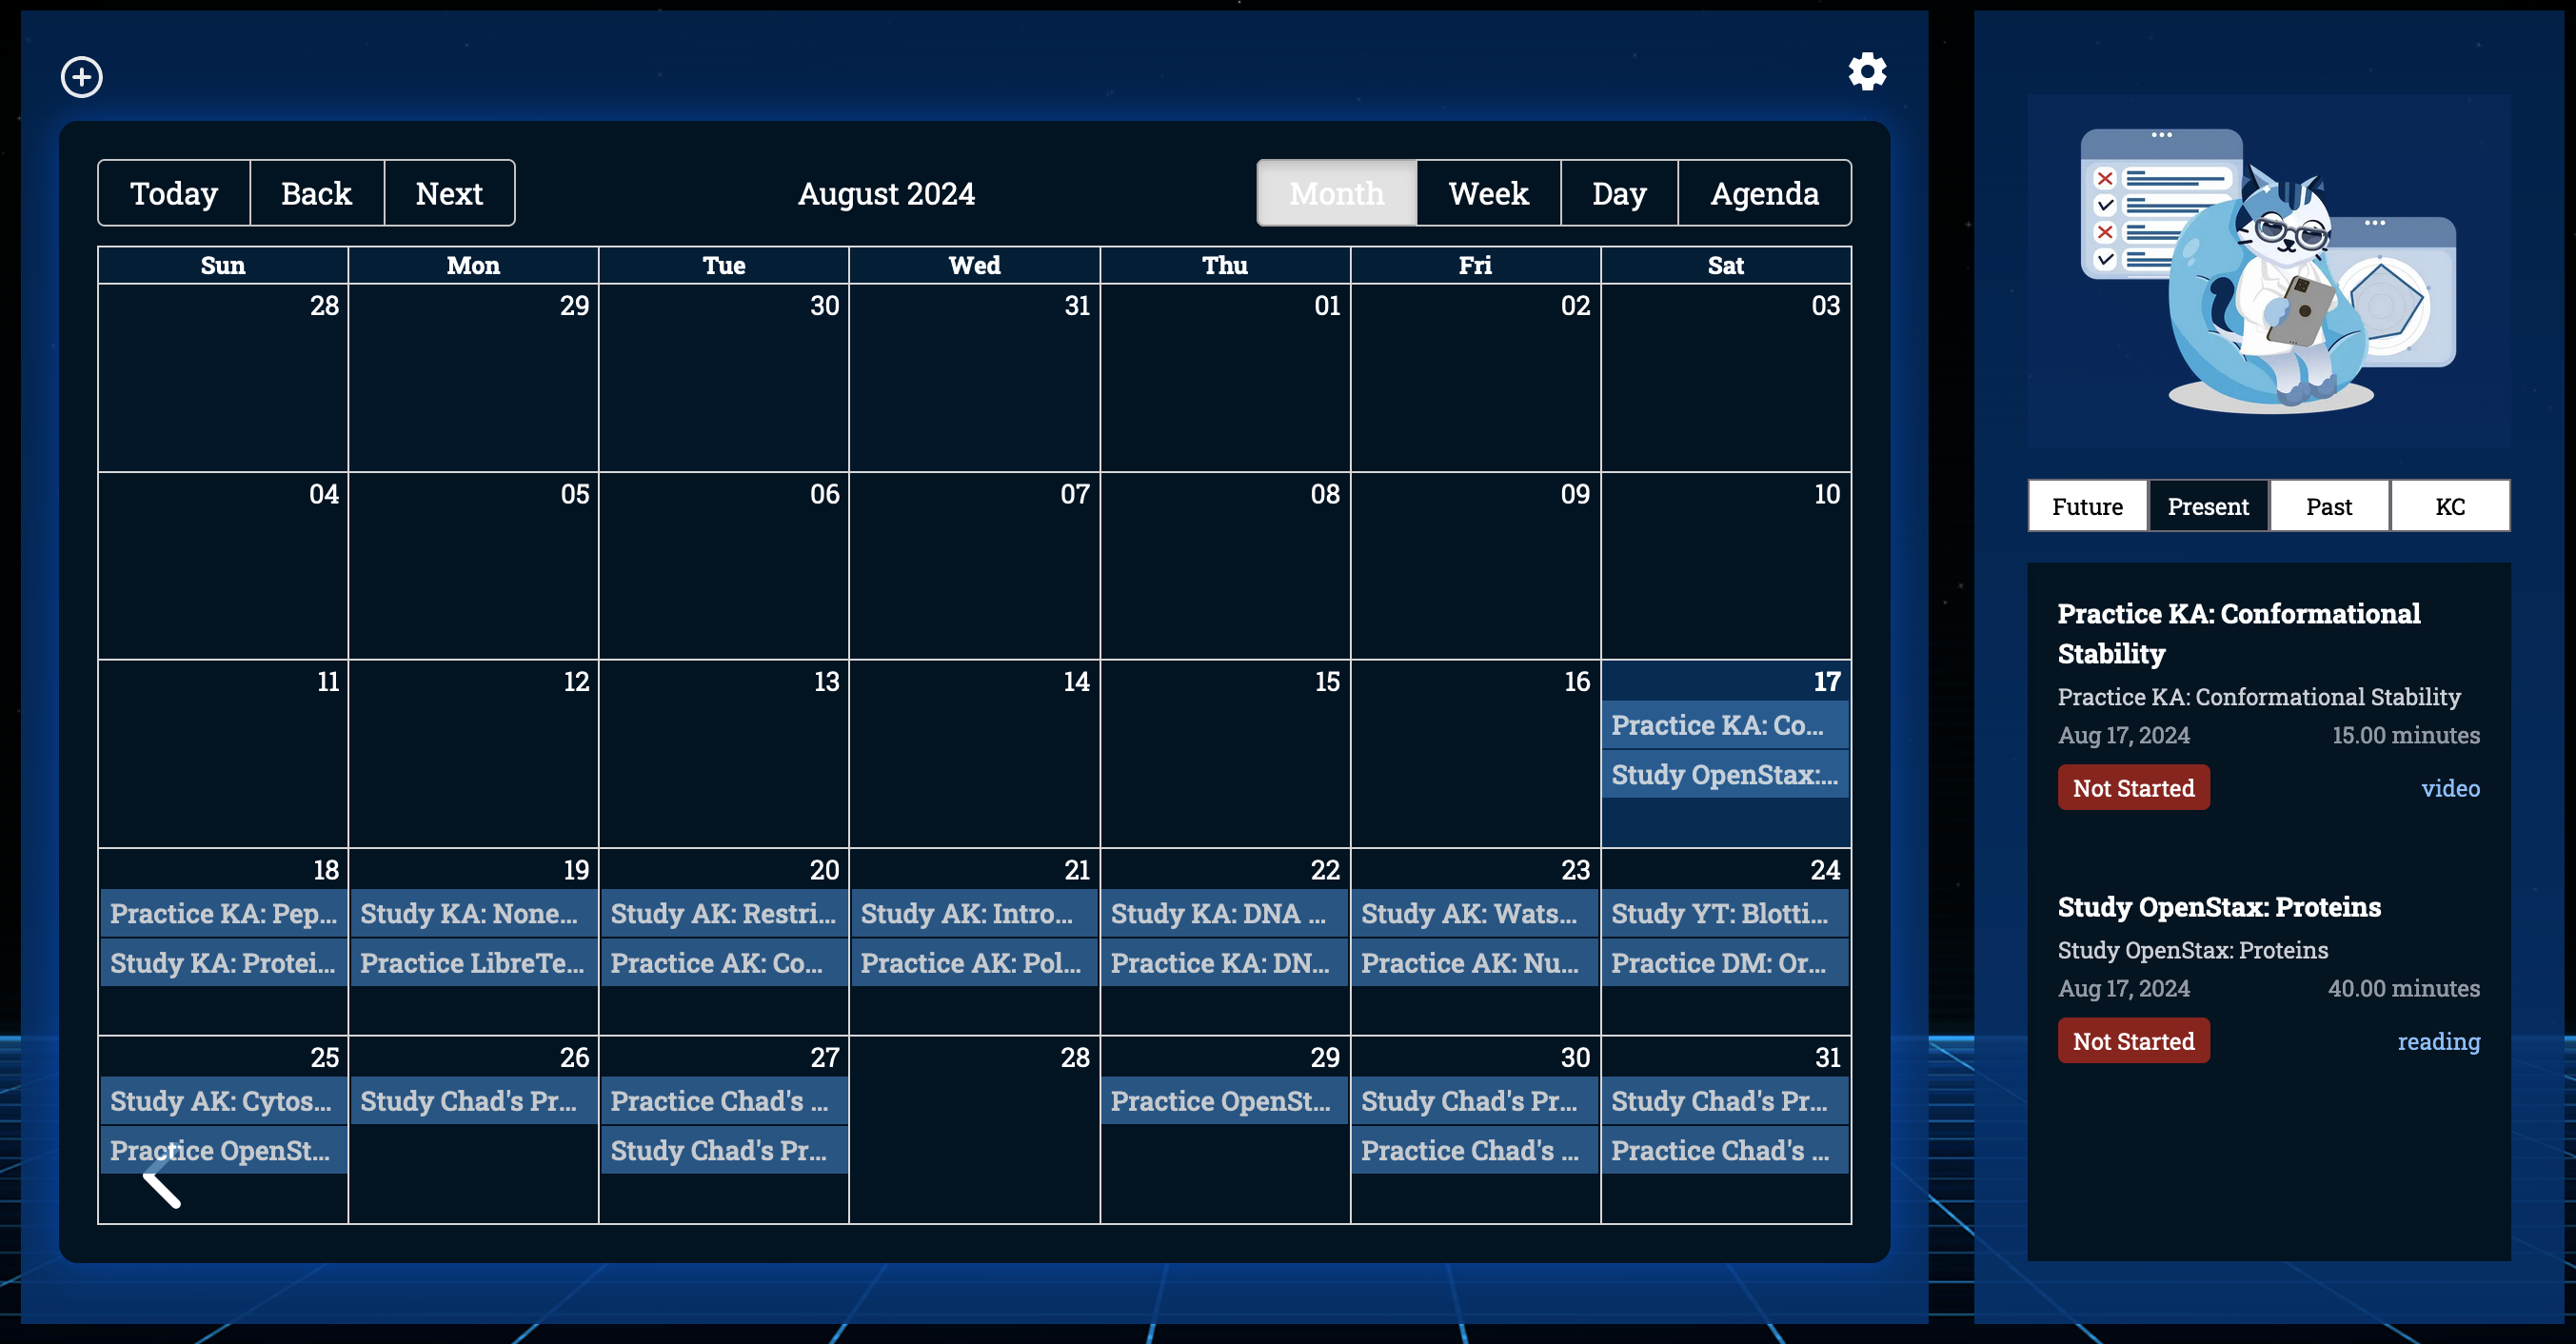 Today Back Next August 2024 Month Week Day Agenda
Sun Mon Tue Wed Thu Fri Sat
28 29 30 31 01 02 03
04 05 06 07 08 09 10
11 12 13 14 15 16 17
Practice KA: Co...
Study OpenStax:...
18 19 20 21 22 23 24
Practice KA: Pep... Study KA: None... Study AK: Restri... Study AK: Intro... Study KA: DNA ... Study AK: Wats... Study YT: Blotti...
Study KA: Protei... Practice LibreTe... Practice AK: Co... Practice AK: Pol... Practice KA: DN... Practice AK: Nu... Practice DM: Or...
25 26 27 28 29 30 31
Study AK: Cytos... Study Chad's Pr... Practice Chad's ... Practice OpenSt... Study Chad's Pr... Study Chad's Pr...
Practice OpenSt... Study Chad's Pr... Practice Chad's ... Practice Chad's ...
Future Present Past KC
Practice KA: Conformational
Stability
Practice KA: Conformational Stability
Aug 17, 2024 15.00 minutes
Not Started video
Study OpenStax: Proteins
Study OpenStax: Proteins
Aug 17, 2024 40.00 minutes
Not Started reading